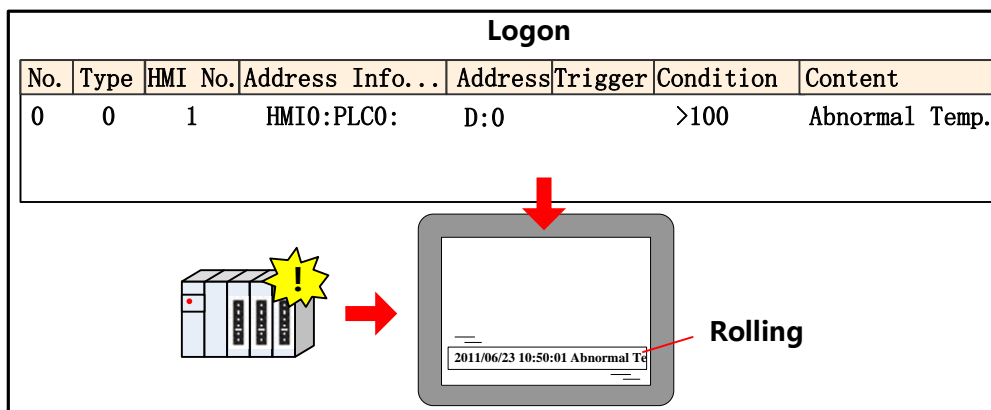 Logon
No. Type HMI No. Address Info... Address Trigger Condition Content
0 0 1 HMI0:PLC0: D:0 >100 Abnormal Temp.
!
Rolling
2011/06/23 10:50:01 Abnormal Te